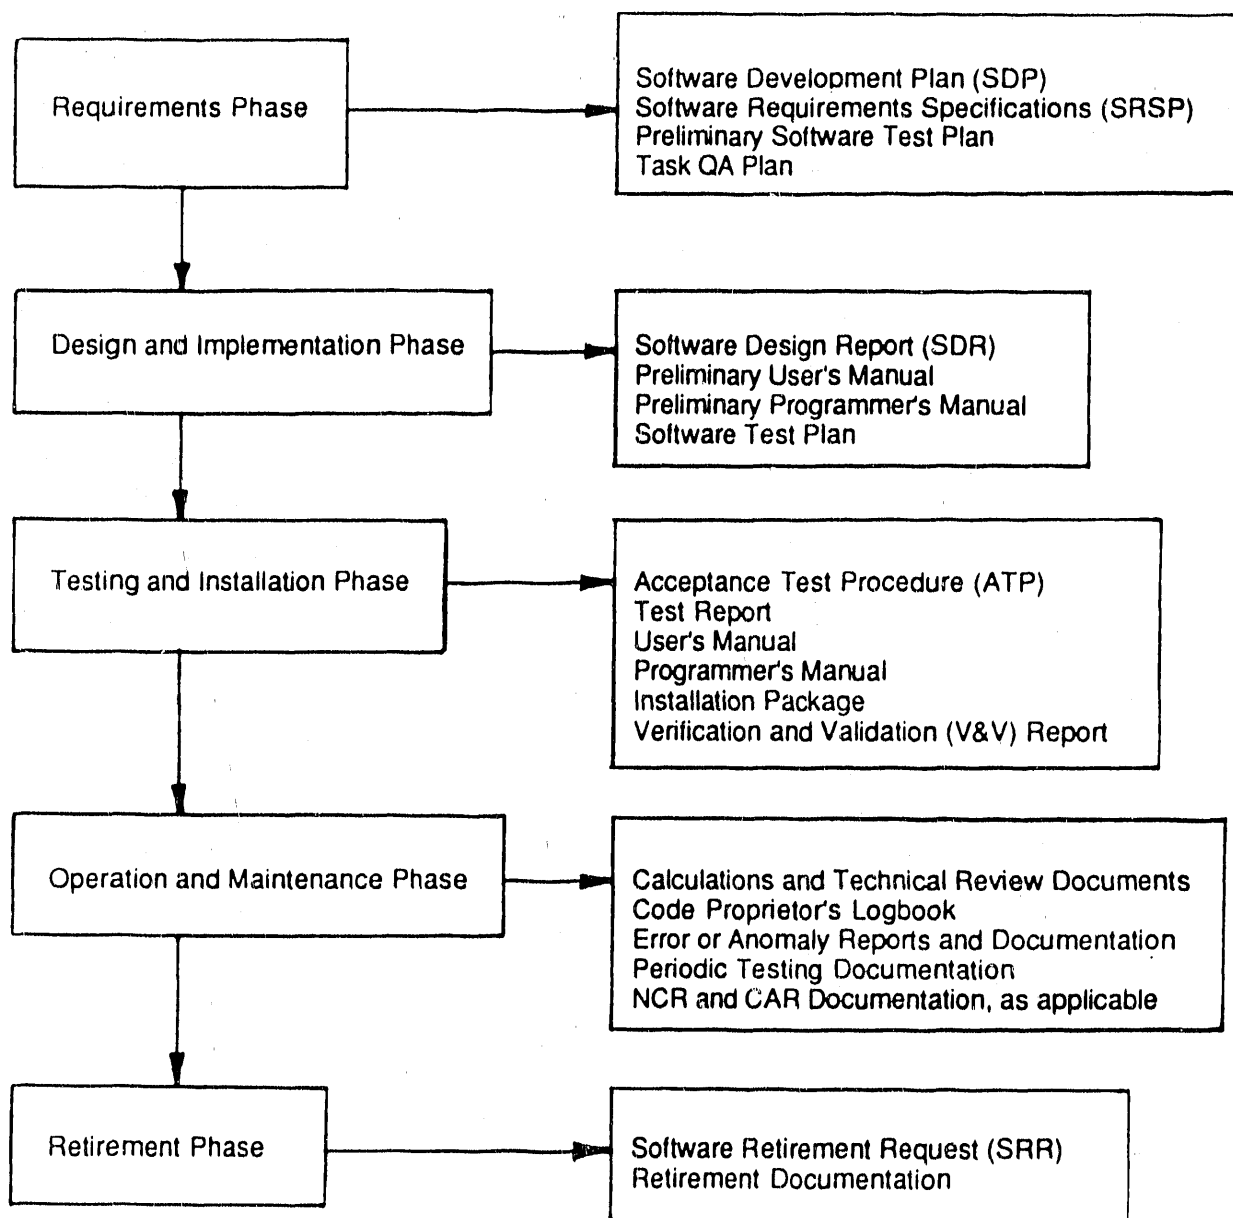 Requirements Phase
Software Development Plan (SDP)
Software Requirements Specifications (SRSP)
Preliminary Software Test Plan
Task QA Plan
Design and Implementation Phase
Software Design Report (SDR)
Preliminary User's Manual
Preliminary Programmer's Manual
Software Test Plan
Testing and Installation Phase
Acceptance Test Procedure (ATP)
Test Report
User's Manual
Programmer's Manual
Installation Package
Verification and Validation (V&V) Report
Operation and Maintenance Phase
Calculations and Technical Review Documents
Code Proprietor's Logbook
Error or Anomaly Reports and Documentation
Periodic Testing Documentation
NCR and CAR Documentation, as applicable
Retirement Phase
Software Retirement Request (SRR)
Retirement Documentation